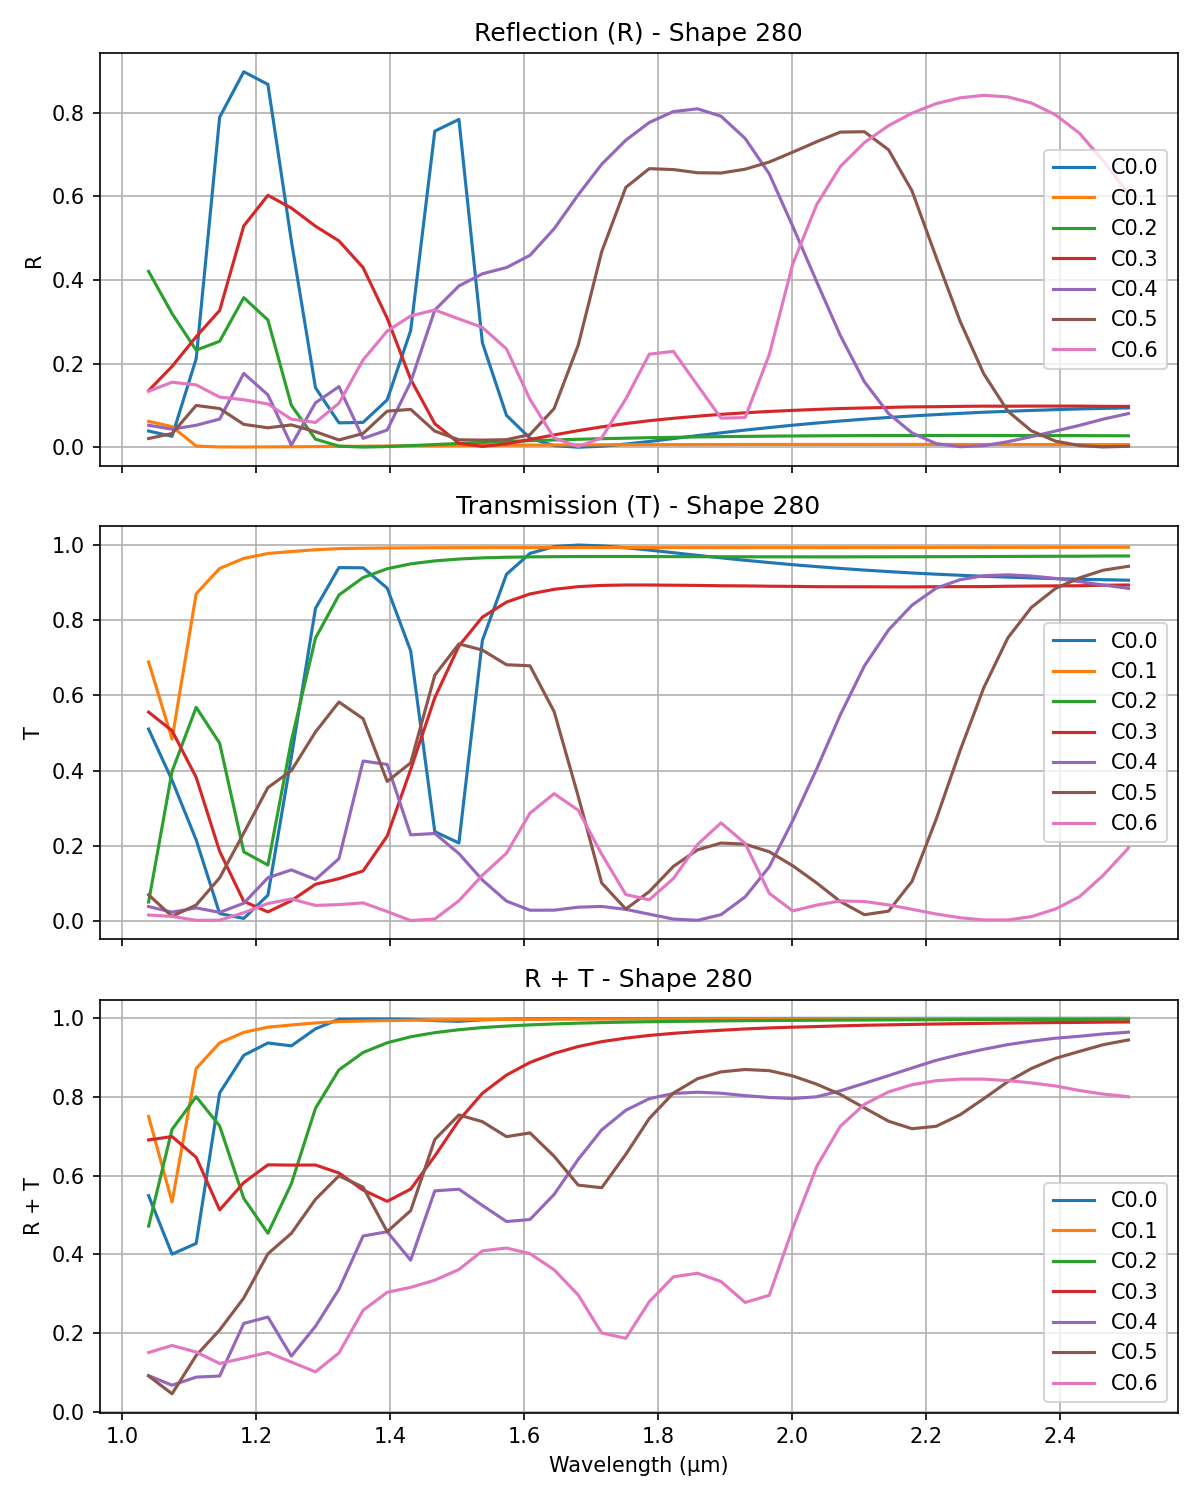 Reflection (R) - Shape 280
0.8
0.6
0.4
0.2
0.0
R
C0.0
C0.1
C0.2
C0.3
C0.4
C0.5
C0.6
Transmission (T) - Shape 280
1.0
0.8
0.6
0.4
0.2
0.0
T
C0.0
C0.1
C0.2
C0.3
C0.4
C0.5
C0.6
R + T - Shape 280
1.0
0.8
0.6
0.4
0.2
0.0
R + T
C0.0
C0.1
C0.2
C0.3
C0.4
C0.5
C0.6
1.0 1.2 1.4 1.6 1.8 2.0 2.2 2.4
Wavelength (μm)